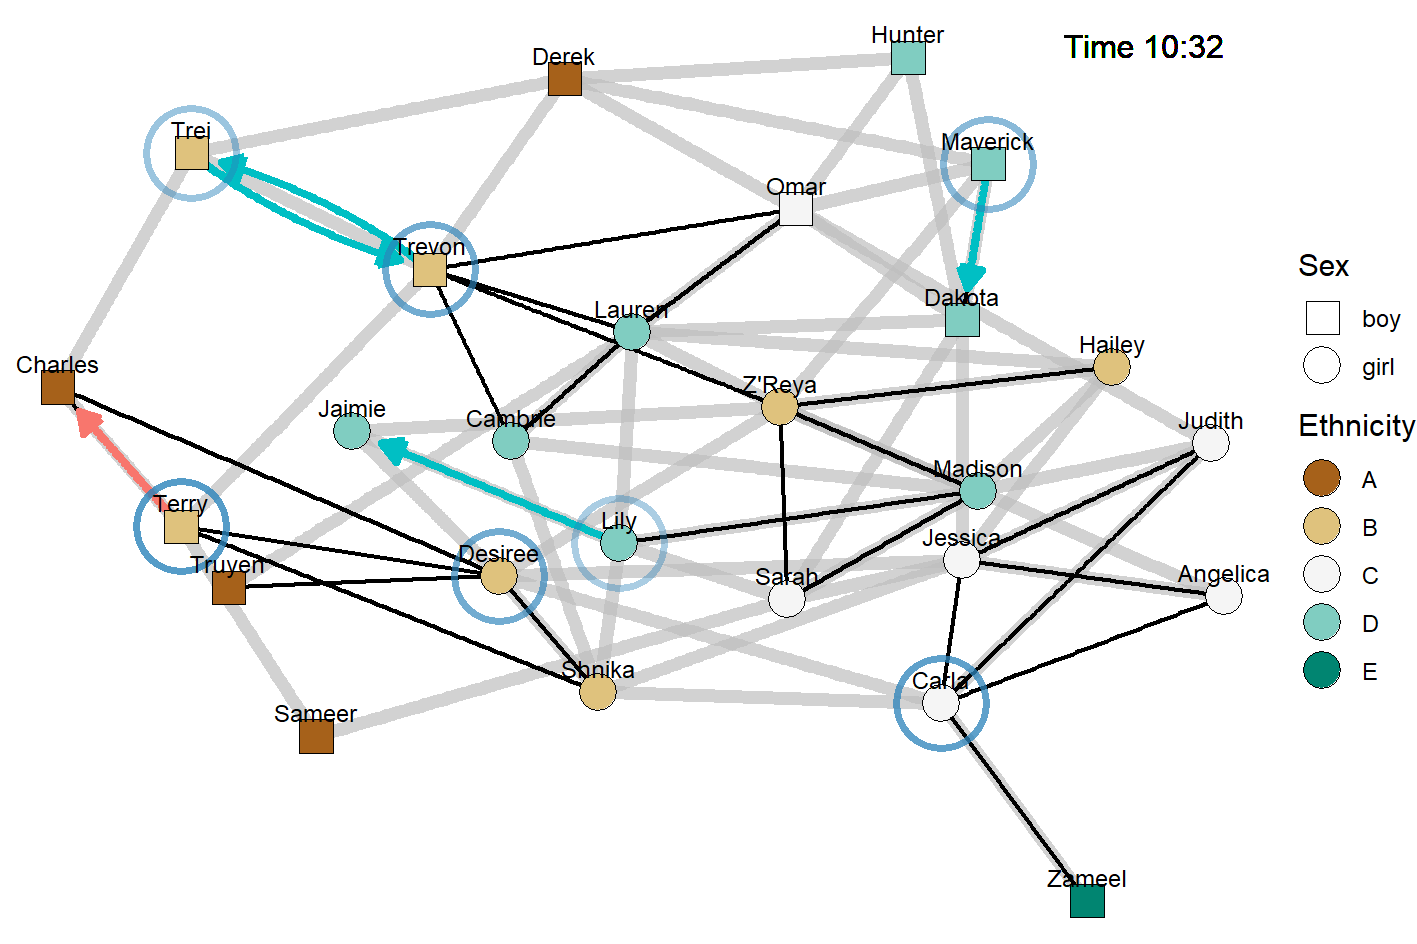 Hunter
Time 10:32
Derek
Trei
Maverick
Omar
Trevon
Dakota
Lauren
Hailey
Charles
Z'Reya
Jaimie
Cambrie
Judith
Madison
Terry
Lily
Jessica
Desiree
Truyen
Sarah
Angelica
Shnika
Carla
Sameer
Zameel
Sex
boy
girl
Ethnicity
A
B
C
D
E